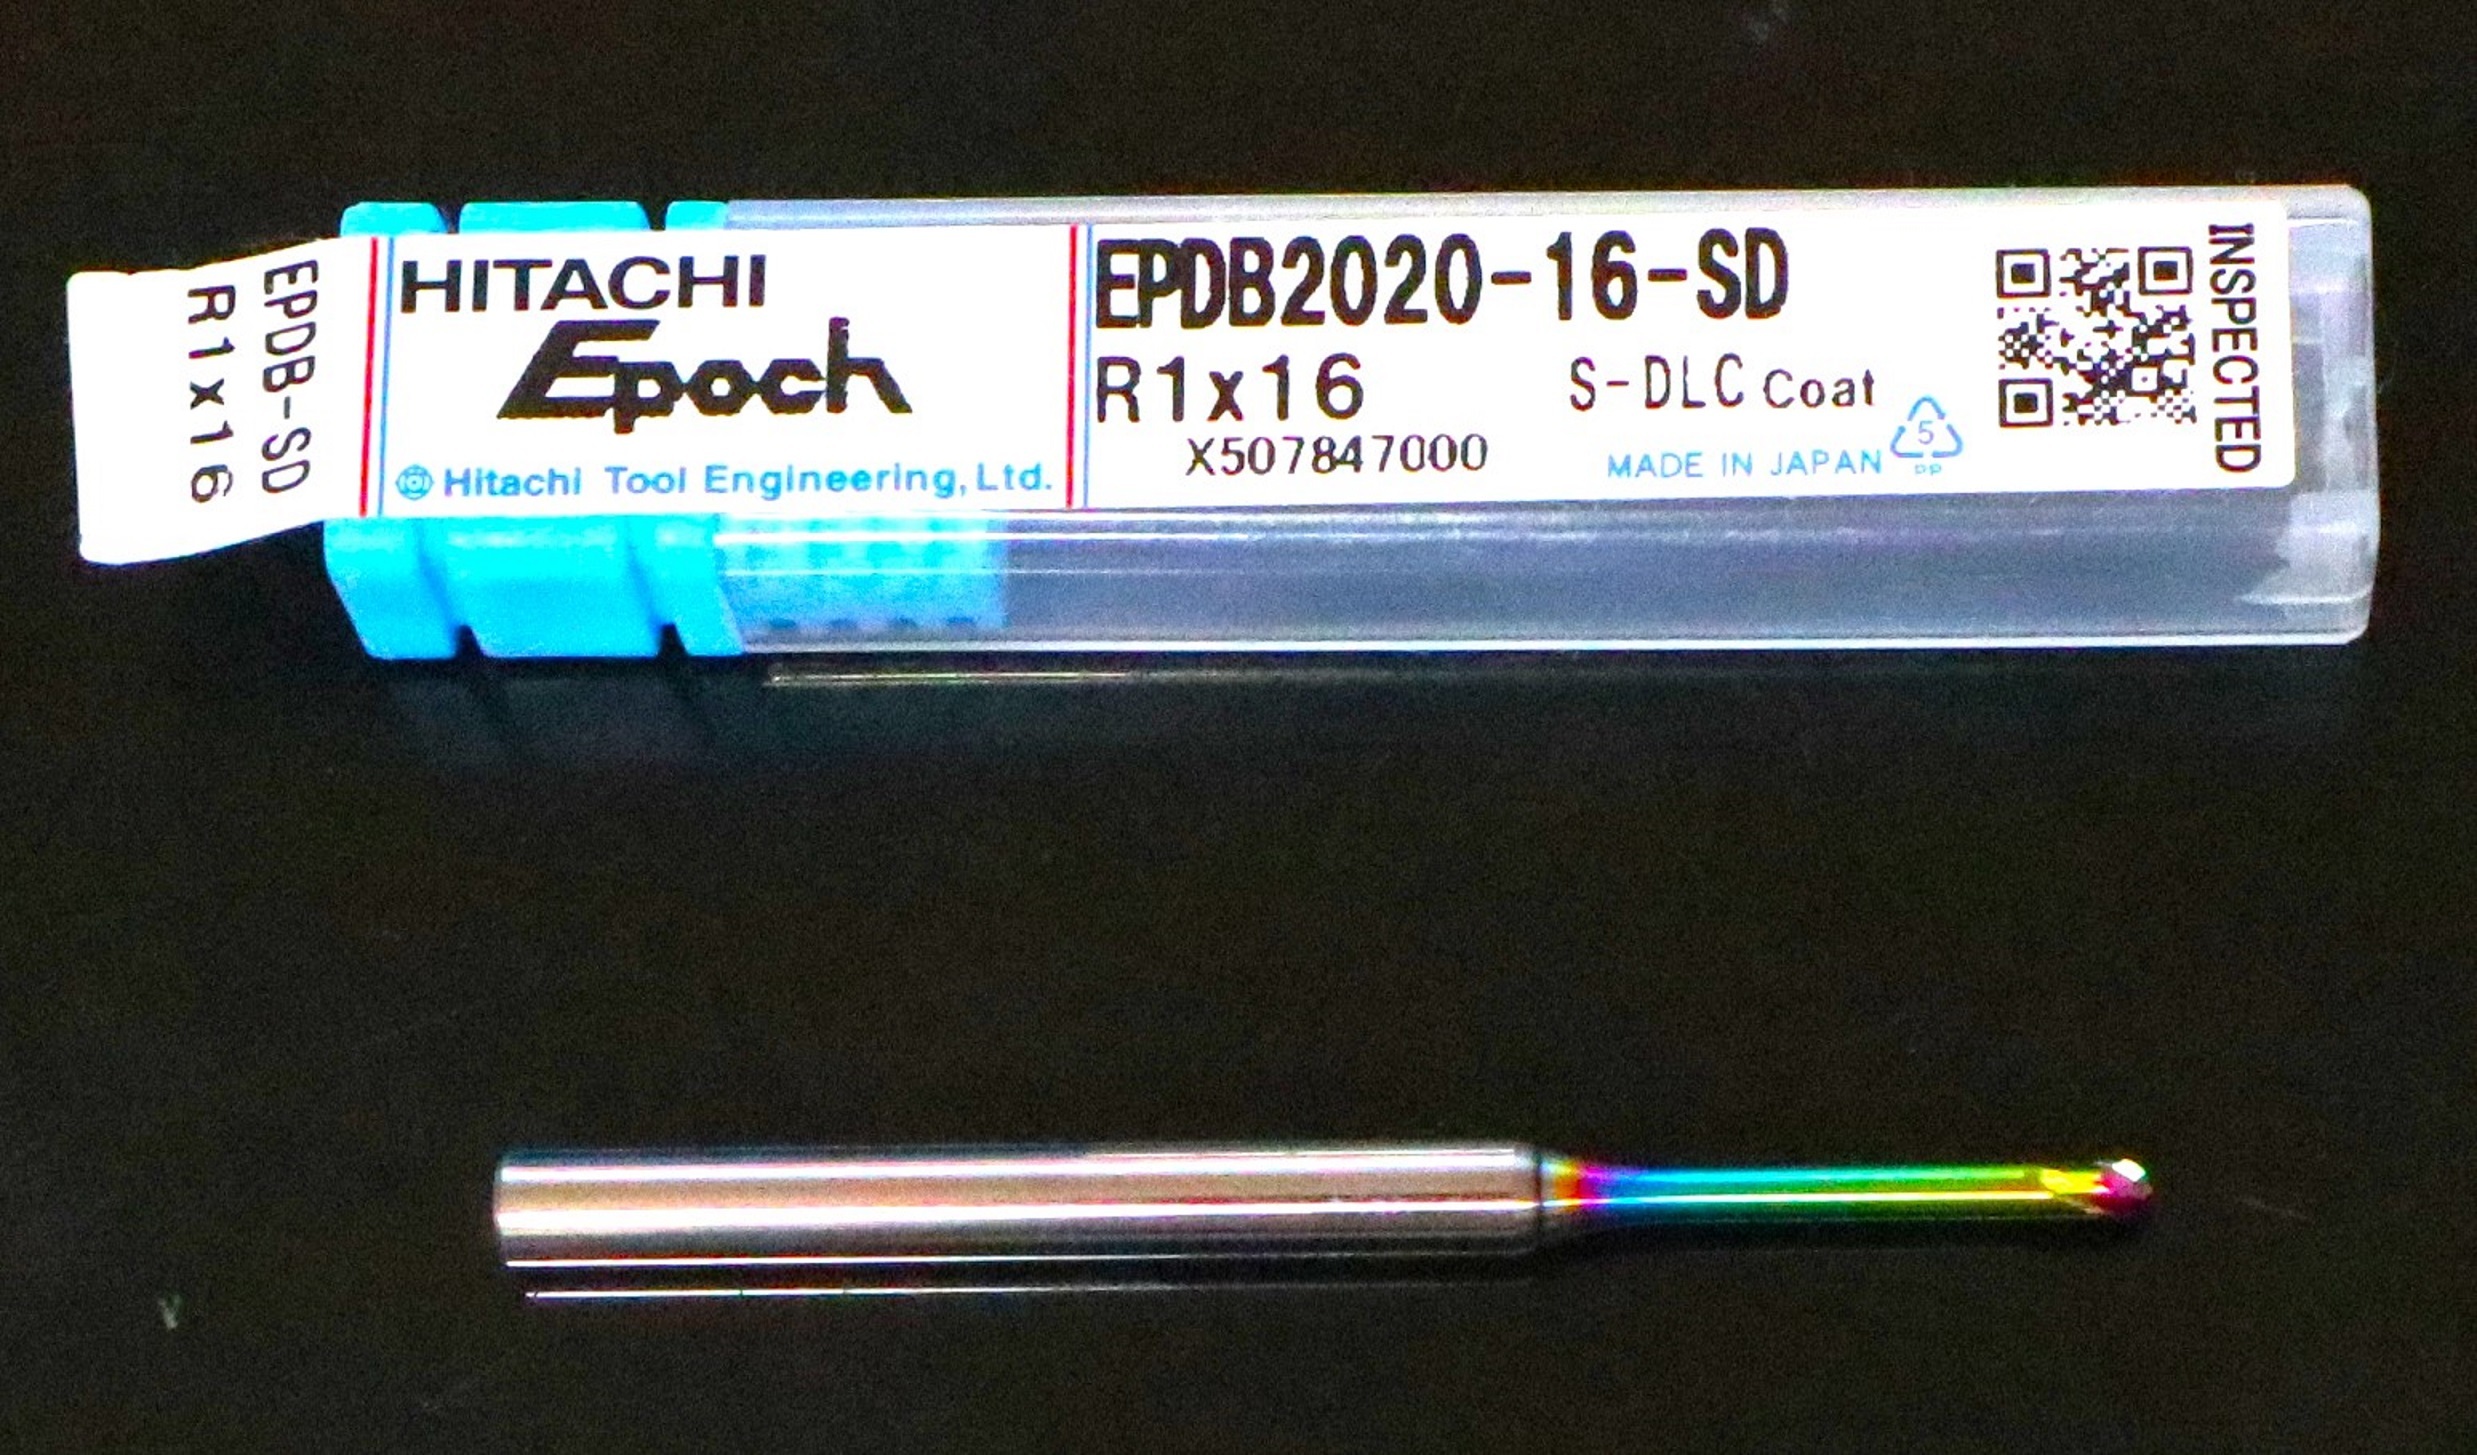 EPDB-SD
R1x16
HITACHI
Epoch
Hitachi Tool Engineering, Ltd.
EPDB2020-16-SD
R1x16
S-DLC Coat
X507847000
MADE IN JAPAN
5
PP
INSPECTED